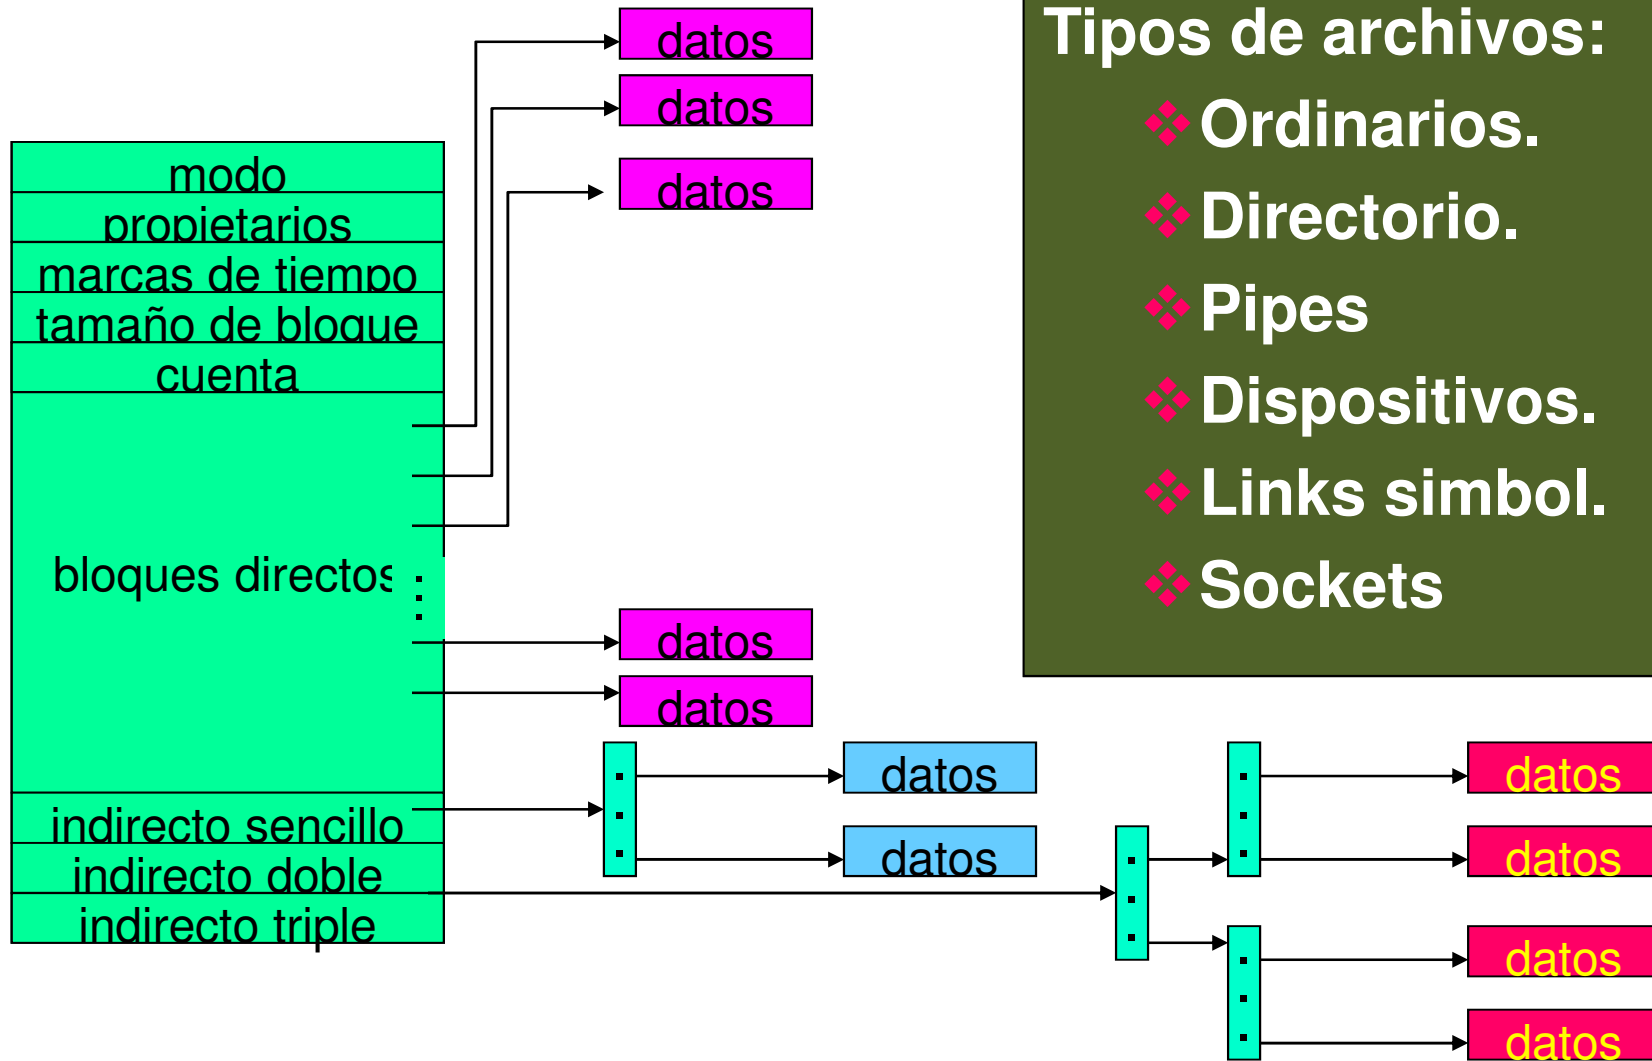 modo
propietarios
marcas de tiempo
tamaño de bloque
cuenta
bloques directos
indirecto sencillo
indirecto doble
indirecto triple
datos
datos
datos
datos
datos
datos
datos
datos
datos
datos
datos
Tipos de archivos:
Ordinarios.
Directorio.
Pipes
Dispositivos.
Links simbol.
Sockets